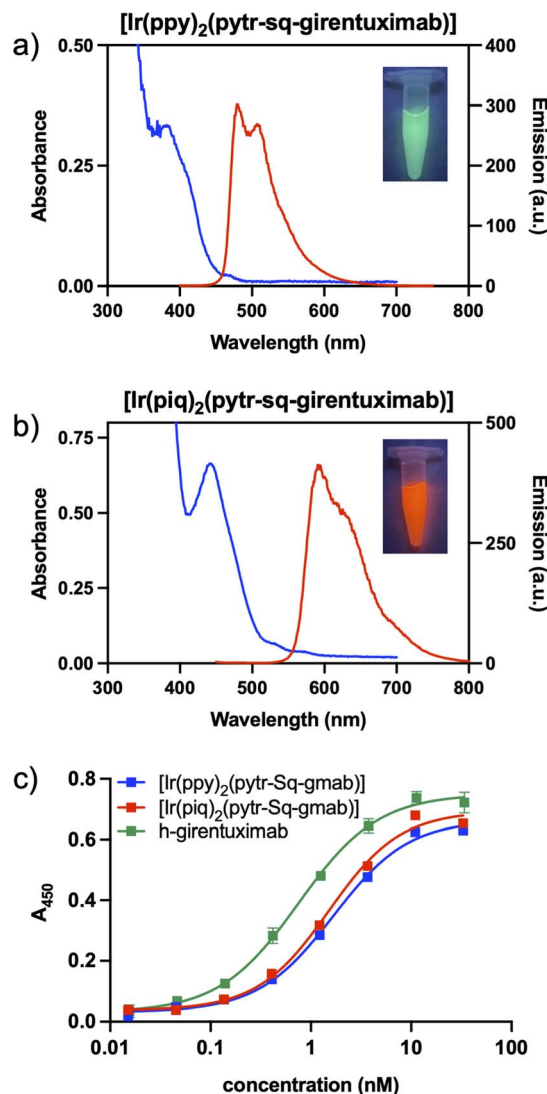 a)
[Ir(ppy)2(pytr-sq-girentuximab)]
0.50
0.25
0.00
Absorbance
400
300
200
100
0
Emission (a.u.)
300 400 500 600 700 800
Wavelength (nm)
b)
[Ir(piq)2(pytr-sq-girentuximab)]
0.75
0.50
0.25
0.00
Absorbance
500
250
0
Emission (a.u.)
300 400 500 600 700 800
Wavelength (nm)
c)
0.8
0.6
0.4
0.2
0.0
A450
[Ir(ppy)2(pytr-Sq-gmab)]
[Ir(piq)2(pytr-Sq-gmab)]
h-girentuximab
0.01 0.1 1 10 100
concentration (nM)